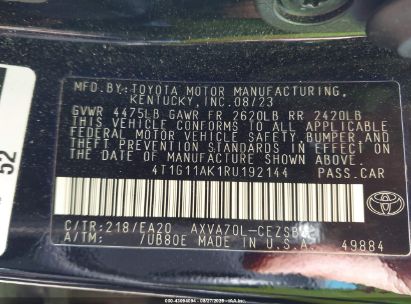 MFD.BY:TOYOTA MOTOR MANUFACTURING,
KENTUCKY,INC.08/23
GVWR 4475LB GAWR FR 2620LB RR 2420LB
THIS VEHICLE CONFORMS TO ALL APPLICABLE
FEDERAL MOTOR VEHICLE SAFETY, BUMPER AND
THEFT PREVENTION STANDARDS IN EFFECT
ON THE DATE OF MANUFACTURE SHOWN ABOVE.
4T1G11AK1RU192144 PASS.CAR
C/TR:218/EA20 AXVA70L-
A/TM: /UB80E MADE IN U.S.A. 49884
TOYOTA
52